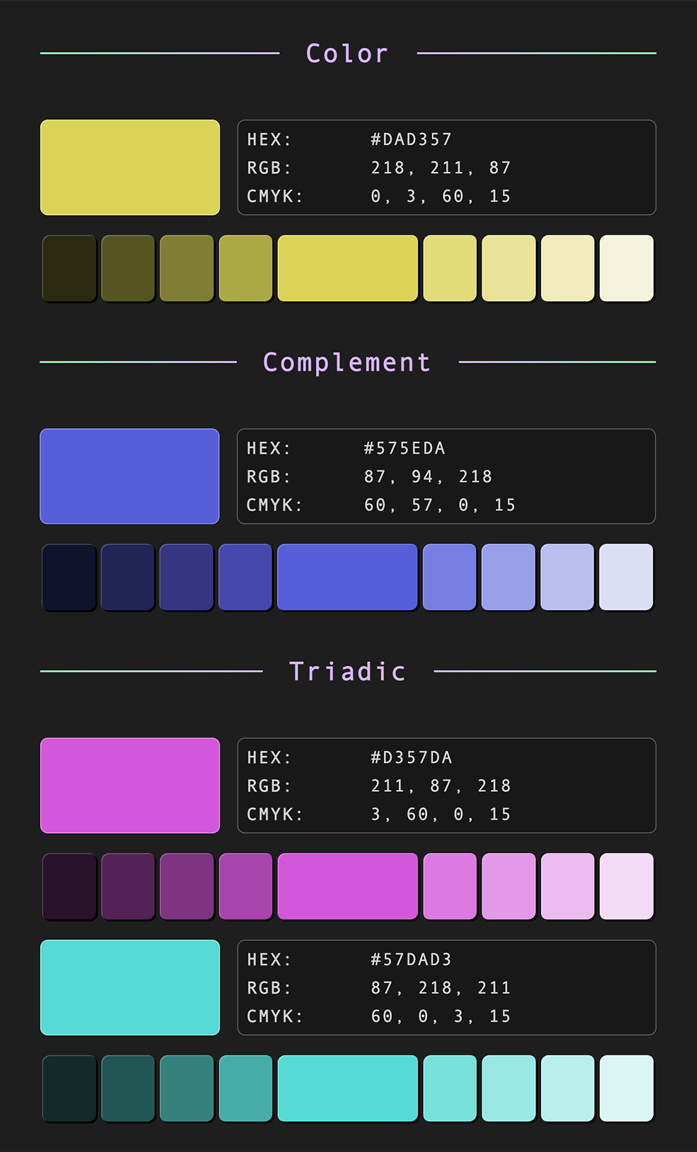 Color
HEX: #DAD357
RGB: 218, 211, 87
CMYK: 0, 3, 60, 15
Complement
HEX: #575EDA
RGB: 87, 94, 218
CMYK: 60, 57, 0, 15
Triadic
HEX: #D357DA
RGB: 211, 87, 218
CMYK: 3, 60, 0, 15
HEX: #57DAD3
RGB: 87, 218, 211
CMYK: 60, 0, 3, 15